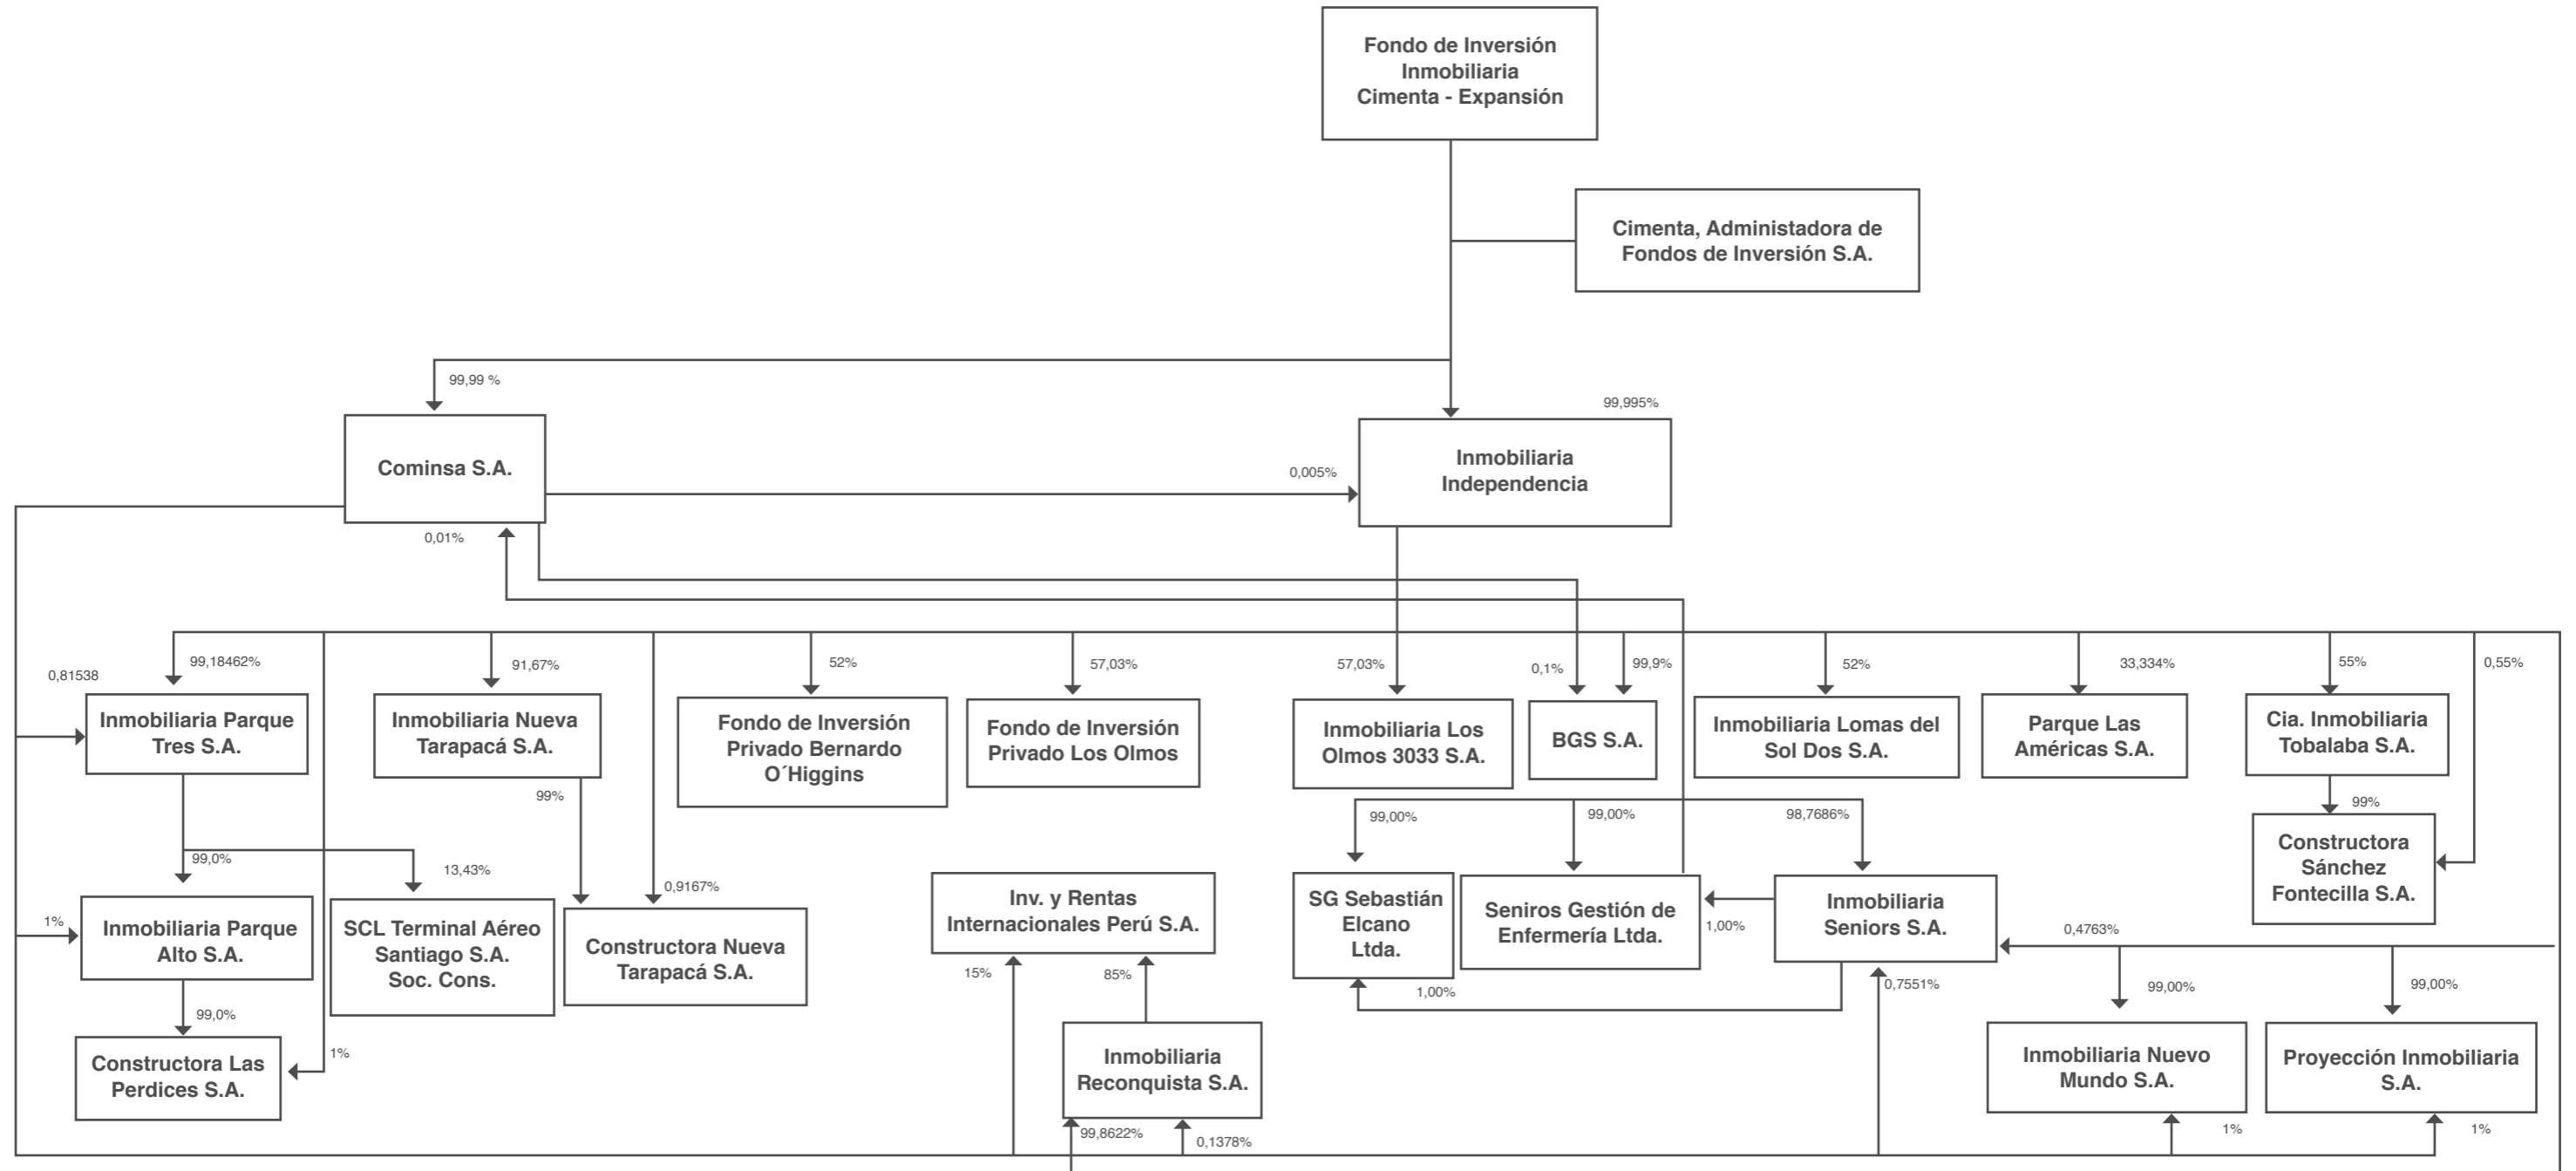 Fondo de Inversión
Inmobiliaria
Cimenta - Expansión
Cimenta, Administadora de
Fondos de Inversión S.A.
99,99 %
99,995%
Cominsa S.A.
Inmobiliaria
Independencia
0,005%
0,01%
0,81538
99,18462%
91,67%
52%
57,03%
57,03%
0,1%
99,9%
52%
33,334%
55%
0,55%
Inmobiliaria Parque
Tres S.A.
Inmobiliaria Nueva
Tarapacá S.A.
Fondo de Inversión
Privado Bernardo
O´Higgins
Fondo de Inversión
Privado Los Olmos
Inmobiliaria Los
Olmos 3033 S.A.
BGS S.A.
Inmobiliaria Lomas del
Sol Dos S.A.
Parque Las
Américas S.A.
Cia. Inmobiliaria
Tobalaba S.A.
99%
99,00%
99,00%
98,7686%
99%
99,0%
13,43%
0,9167%
Constructora
Sánchez
Fontecilla S.A.
1%
Inmobiliaria Parque
Alto S.A.
SCL Terminal Aéreo
Santiago S.A.
Soc. Cons.
Constructora Nueva
Tarapacá S.A.
Inv. y Rentas
Internacionales Perú S.A.
SG Sebastián
Elcano
Ltda.
Seniros Gestión de
Enfermería Ltda.
1,00%
Inmobiliaria
Seniors S.A.
0,4763%
15%
85%
1,00%
0,7551%
99,00%
99,00%
99,0%
1%
Constructora Las
Perdices S.A.
Inmobiliaria
Reconquista S.A.
Inmobiliaria Nuevo
Mundo S.A.
Proyección Inmobiliaria
S.A.
99,8622%
0,1378%
1%
1%